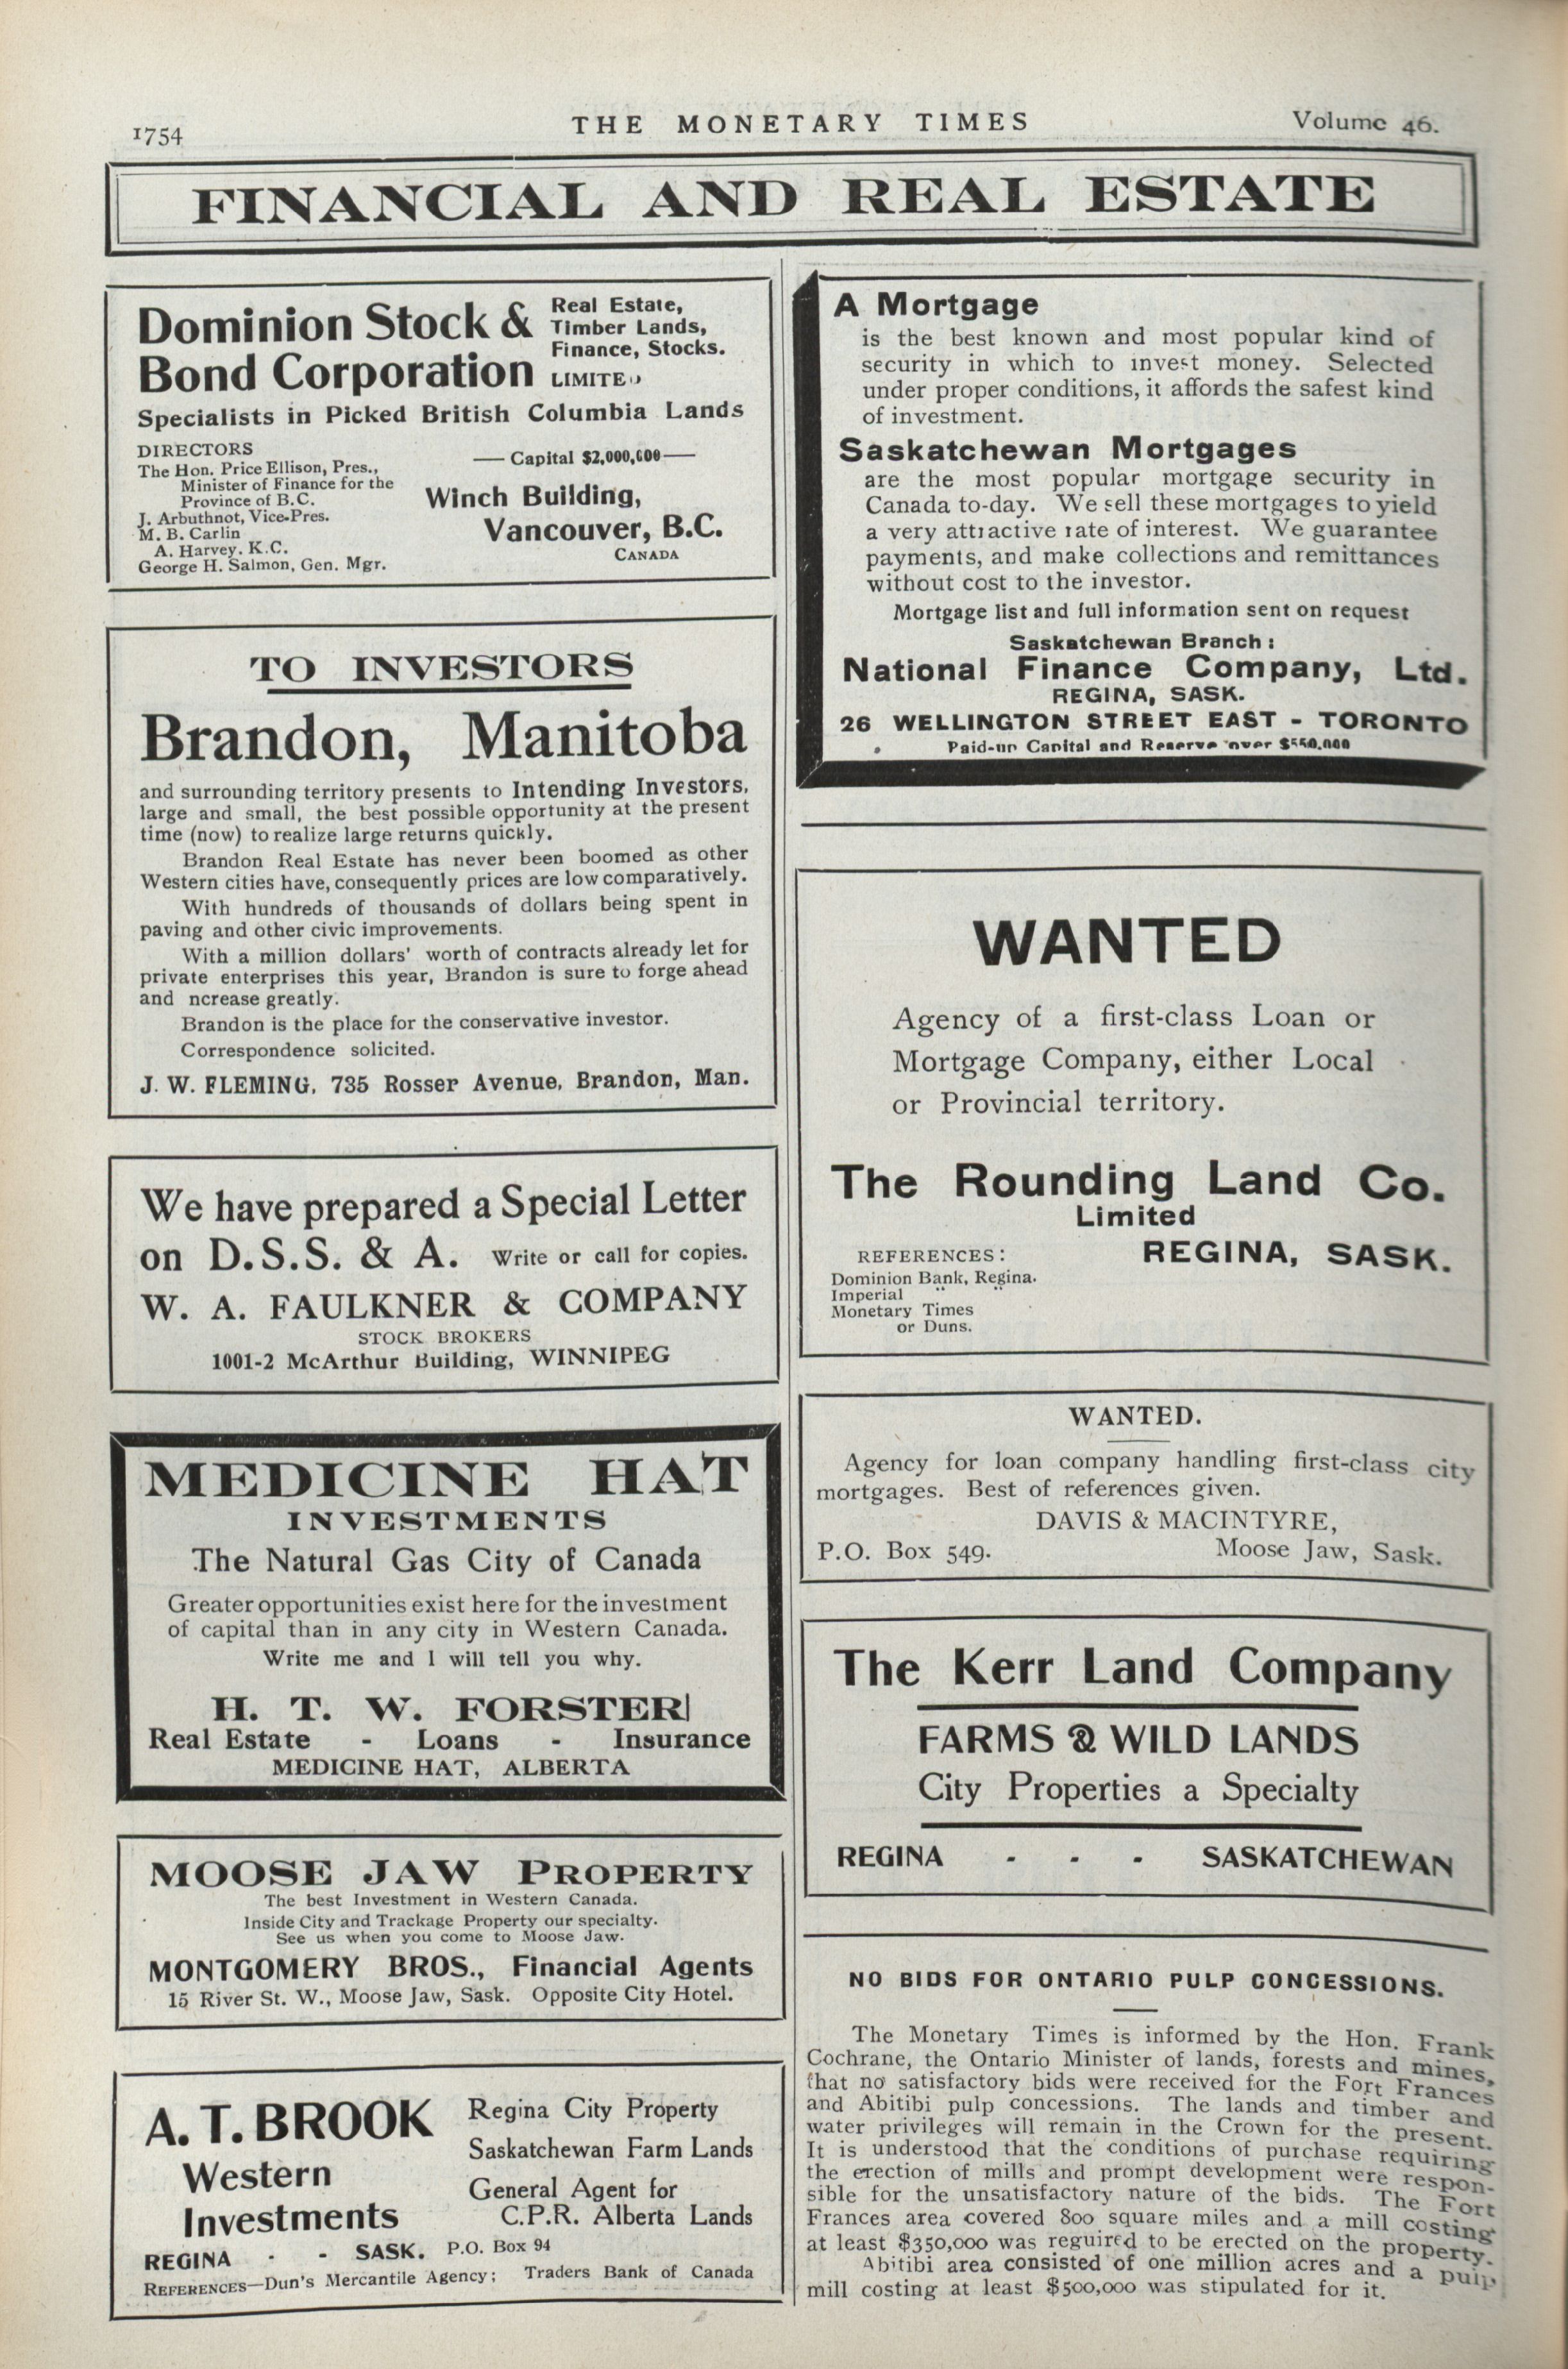 1754
THE MONETARY TIMES
Volume 46.
FINANCIAL AND REAL ESTATE
Dominion Stock &
Bond Corporation
Real Estate,
Timber Lands,
Finance, Stocks.
LIMITED
Specialists in Picked British Columbia Lands
DIRECTORS
The Hon. Price Ellison, Pres.,
Minister of Finance for the
Province of B.C.
J. Arbuthnot, Vice-Pres.
M. B. Carlin
A. Harvey. K.C.
George H. Salmon, Gen. Mgr.
— Capital $2,000,000 —
Winch Building,
Vancouver, B.C.
CANADA
TO INVESTORS
Brandon, Manitoba
and surrounding territory presents to Intending Investors,
large and small, the best possible opportunity at the present
time (now) to realize large returns quickly.
Brandon Real Estate has never been boomed as other
Western cities have, consequently prices are low comparatively.
With hundreds of thousands of dollars being spent in
paving and other civic improvements.
With a million dollars' worth of contracts already let for
private enterprises this year, Brandon is sure to forge ahead
and ncrease greatly.
Brandon is the place for the conservative investor.
Correspondence solicited.
J. W. FLEMING, 735 Rosser Avenue, Brandon, Man.
We have prepared a Special Letter
on D.S.S. & A. Write or call for copies.
W. A. FAULKNER & COMPANY
STOCK BROKERS
1001-2 McArthur Building, WINNIPEG
MEDICINE HAT
INVESTMENTS
The Natural Gas City of Canada
Greater opportunities exist here for the investment
of capital than in any city in Western Canada.
Write me and I will tell you why.
H. T. W. FORSTER
Real Estate - Loans - Insurance
MEDICINE HAT, ALBERTA
MOOSE JAW PROPERTY
The best Investment in Western Canada.
Inside City and Trackage Property our specialty.
See us when you come to Moose Jaw.
MONTGOMERY BROS., Financial Agents
15 River St. W., Moose Jaw, Sask. Opposite City Hotel.
A. T. BROOK
Western
Investments
REGINA - - SASK.
Regina City Property
Saskatchewan Farm Lands
General Agent for
C.P.R. Alberta Lands
P.O. Box 94
REFERENCES—Dun's Mercantile Agency; Traders Bank of Canada
A Mortgage
is the best known and most popular kind of
security in which to invest money. Selected
under proper conditions, it affords the safest kind
of investment.
Saskatchewan Mortgages
are the most popular mortgage security in
Canada to-day. We sell these mortgages to yield
a very attractive rate of interest. We guarantee
payments, and make collections and remittances
without cost to the investor.
Mortgage list and full information sent on request
Saskatchewan Branch:
National Finance Company, Ltd.
REGINA, SASK.
26 WELLINGTON STREET EAST - TORONTO
Paid-up Capital and Reserve over $550,000
WANTED
Agency of a first-class Loan or
Mortgage Company, either Local
or Provincial territory.
The Rounding Land Co.
Limited
REGINA, SASK.
REFERENCES:
Dominion Bank, Regina.
Imperial " "
Monetary Times
or Duns.
WANTED.
Agency for loan company handling first-class city
mortgages. Best of references given.
DAVIS & MACINTYRE,
P.O. Box 549. Moose Jaw, Sask.
The Kerr Land Company
FARMS & WILD LANDS
City Properties a Specialty
REGINA - - - SASKATCHEWAN
NO BIDS FOR ONTARIO PULP CONCESSIONS.
The Monetary Times is informed by the Hon. Frank
Cochrane, the Ontario Minister of lands, forests and mines,
that no satisfactory bids were received for the Fort Frances
and Abitibi pulp concessions. The lands and timber and
water privileges will remain in the Crown for the present.
It is understood that the conditions of purchase requiring
the erection of mills and prompt development were respon-
sible for the unsatisfactory nature of the bids. The Fort
Frances area covered 800 square miles and a mill costing
at least $350,000 was reguired to be erected on the property.
Abitibi area consisted of one million acres and a pulp
mill costing at least $500,000 was stipulated for it.